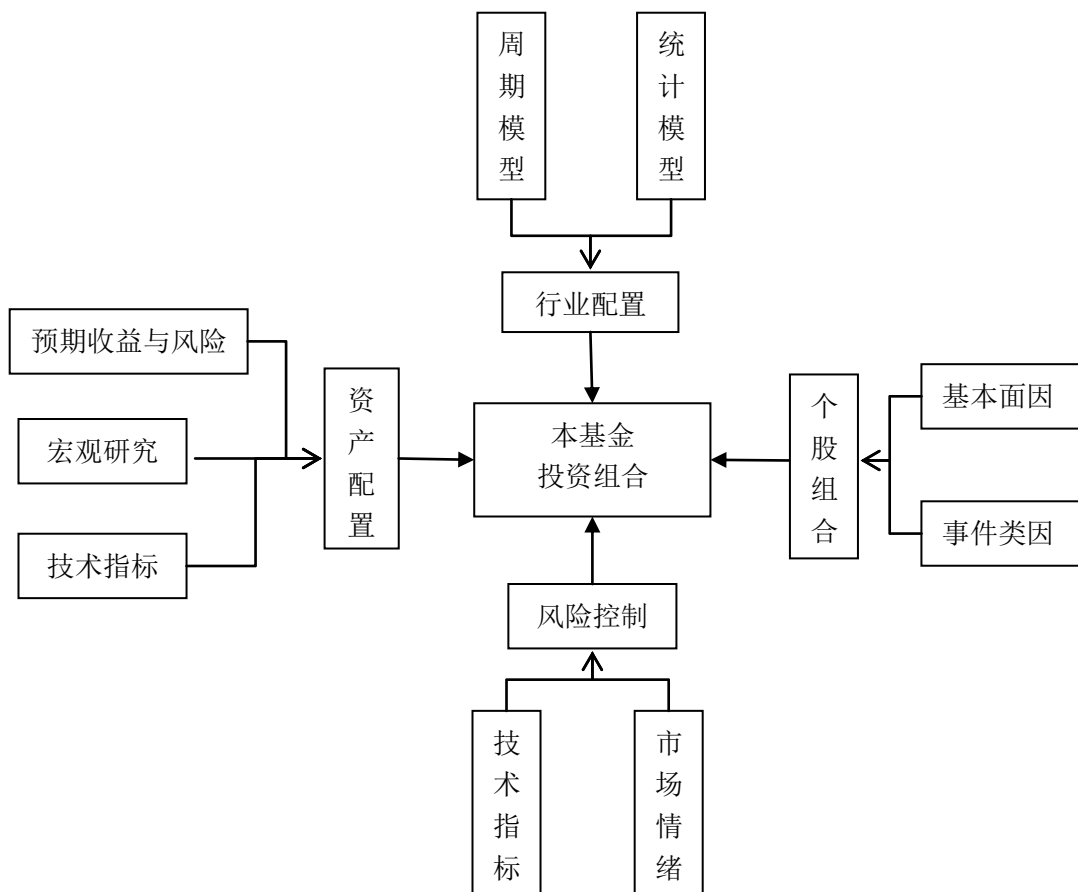 周期模型
统计模型
行业配置
预期收益与风险
宏观研究
技术指标
资产配置
本基金
投资组合
个股组合
基本面因
事件类因
风险控制
技术指标
市场情绪